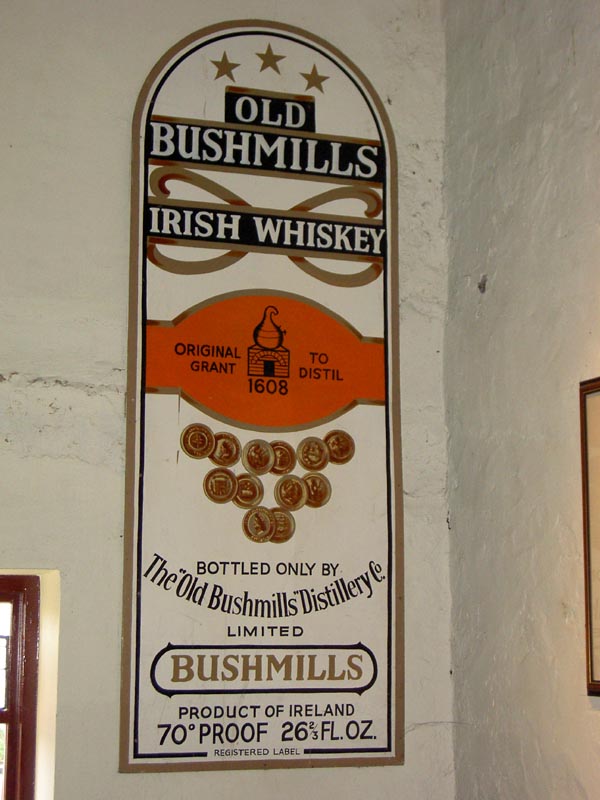 OLD
BUSHMILLS
IRISH WHISKEY
ORIGINAL GRANT TO DISTIL
1608
BOTTLED ONLY BY
The "Old Bushmills" Distillery Co
LIMITED
BUSHMILLS
PRODUCT OF IRELAND
70° PROOF 26⅔ FL. OZ.
REGISTERED LABEL